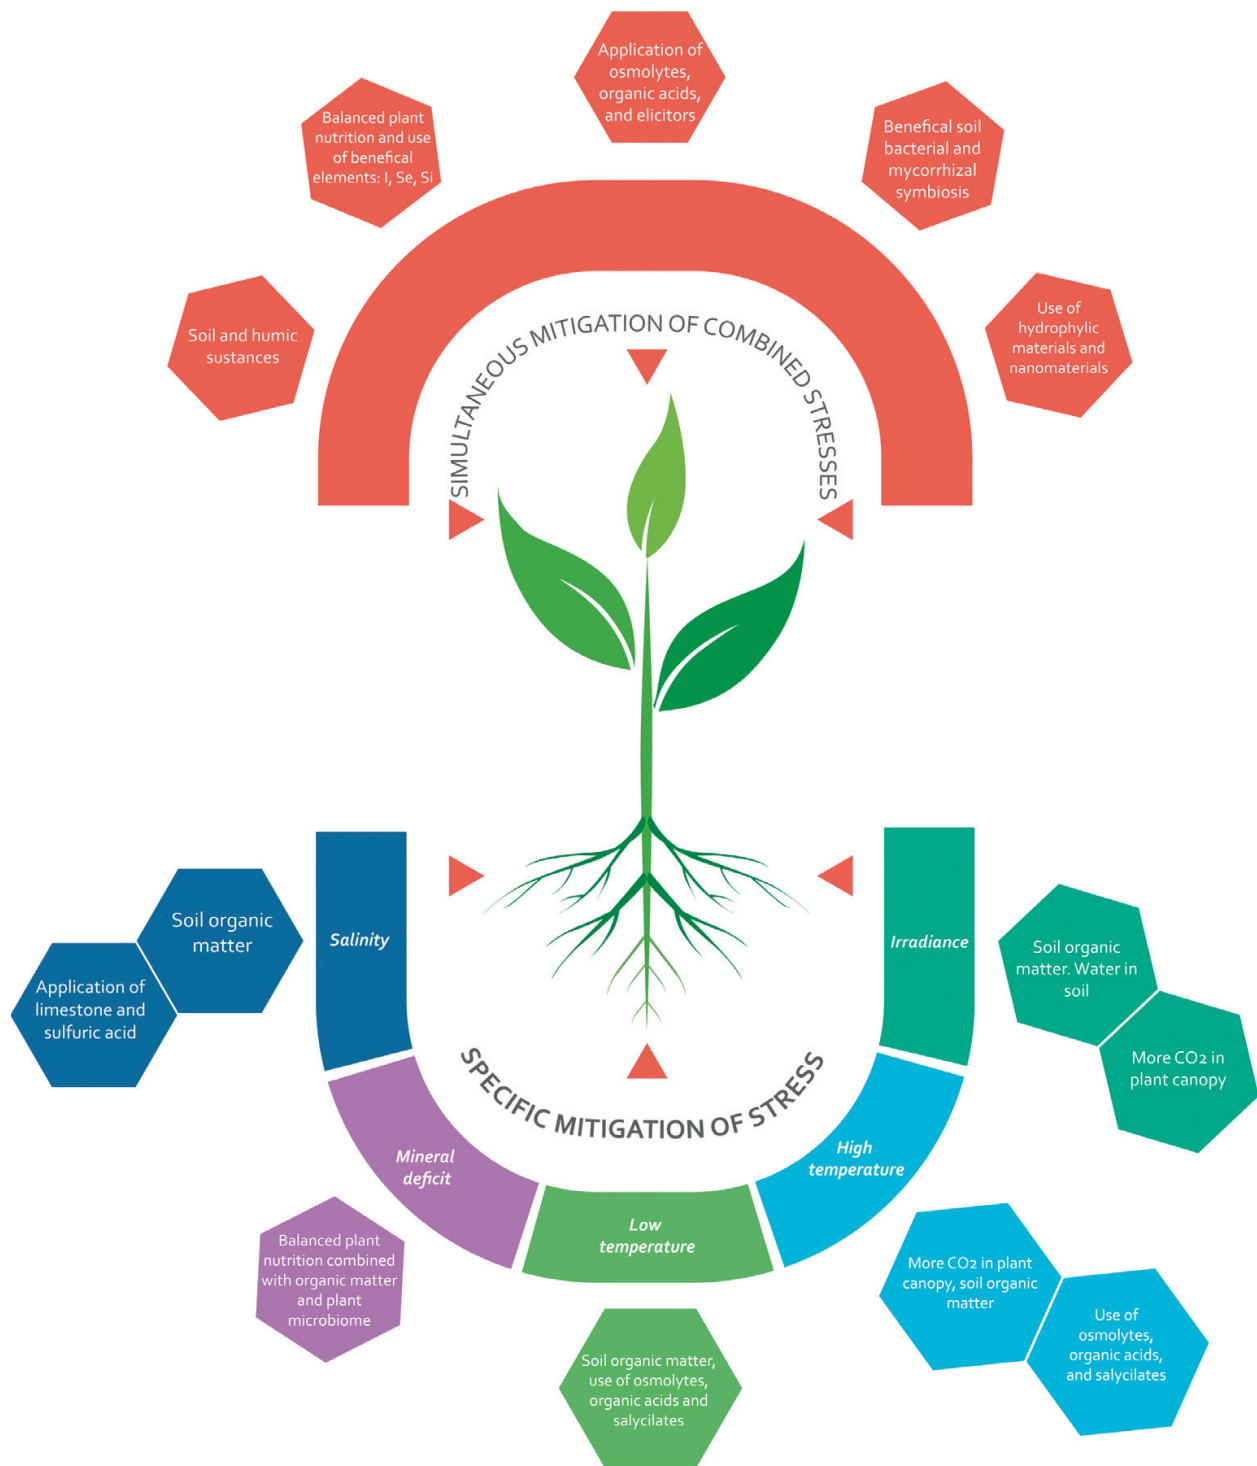 Application of
osmolytes,
organic acids,
and elicitors
Balanced plant
nutrition and use
of benefical
elements: I, Se, Si
Benefical soil
bacterial and
mycorrhizal
symbiosis
Soil and humic
sustances
Use of
hydrophylic
materials and
nanomaterials
SIMULTANEOUS MITIGATION OF COMBINED STRESSES
Salinity
Soil organic
matter
Application of
limestone and
sulfuric acid
Irradiance
Soil organic
matter. Water in
soil
More CO2 in
plant canopy
SPECIFIC MITIGATION OF STRESS
Mineral
deficit
Balanced plant
nutrition combined
with organic matter
and plant
microbiome
Low
temperature
Soil organic matter,
use of osmolytes,
organic acids and
salycilates
High
temperature
More CO2 in plant
canopy, soil organic
matter
Use of
osmolytes,
organic acids,
and salycilates